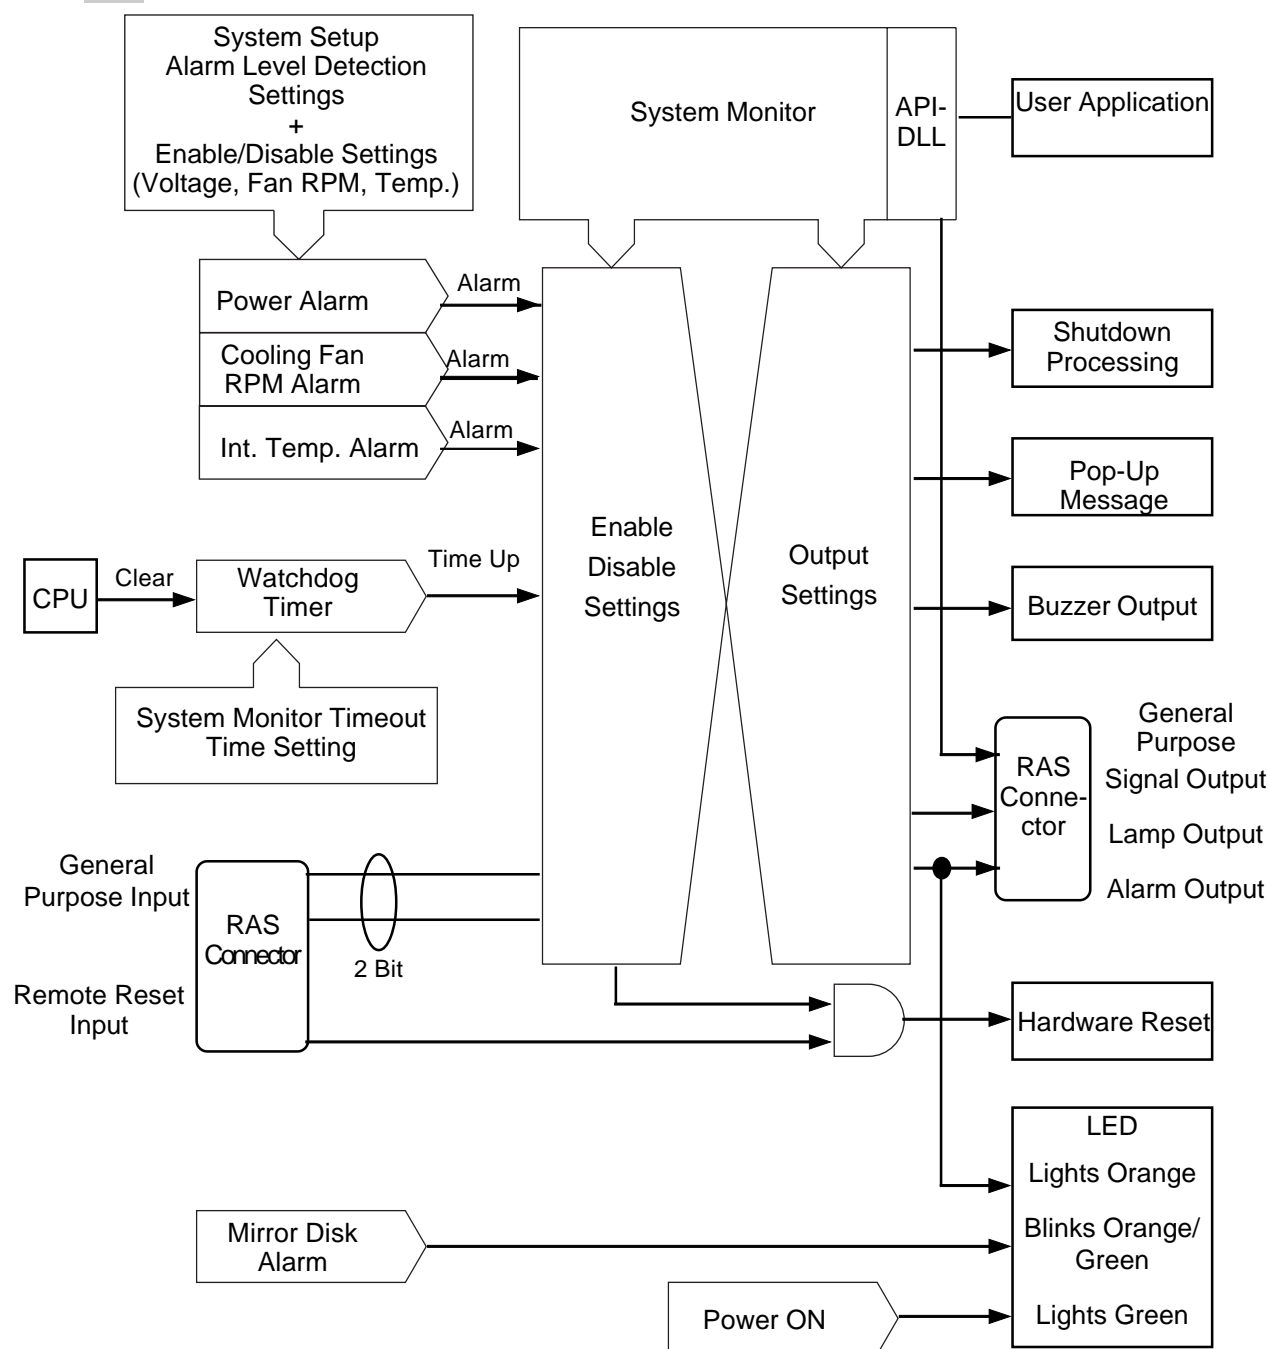 System Setup
Alarm Level Detection
Settings
+
Enable/Disable Settings
(Voltage, Fan RPM, Temp.)
System Monitor
API-
DLL
User Application
Power Alarm
Alarm
Cooling Fan
RPM Alarm
Alarm
Int. Temp. Alarm
Alarm
Shutdown
Processing
Pop-Up
Message
Enable
Disable
Settings
Output
Settings
CPU
Clear
Watchdog
Timer
Time Up
Buzzer Output
System Monitor Timeout
Time Setting
RAS
Conne-
ctor
General
Purpose
Signal Output
Lamp Output
Alarm Output
General
Purpose Input
RAS
Connector
2 Bit
Remote Reset
Input
Hardware Reset
LED
Lights Orange
Blinks Orange/
Green
Lights Green
Mirror Disk
Alarm
Power ON